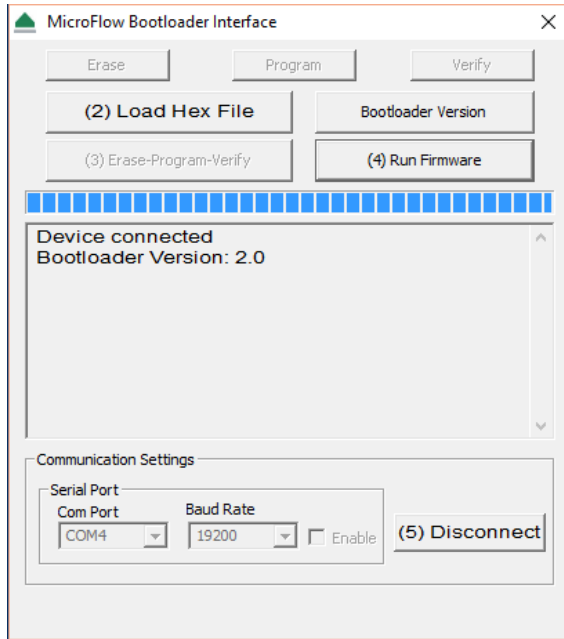 MicroFlow Bootloader Interface
Erase Program Verify
(2) Load Hex File Bootloader Version
(3) Erase-Program-Verify (4) Run Firmware
Device connected
Bootloader Version: 2.0
Communication Settings
Serial Port
Com Port Baud Rate
COM4 19200 Enable
(5) Disconnect